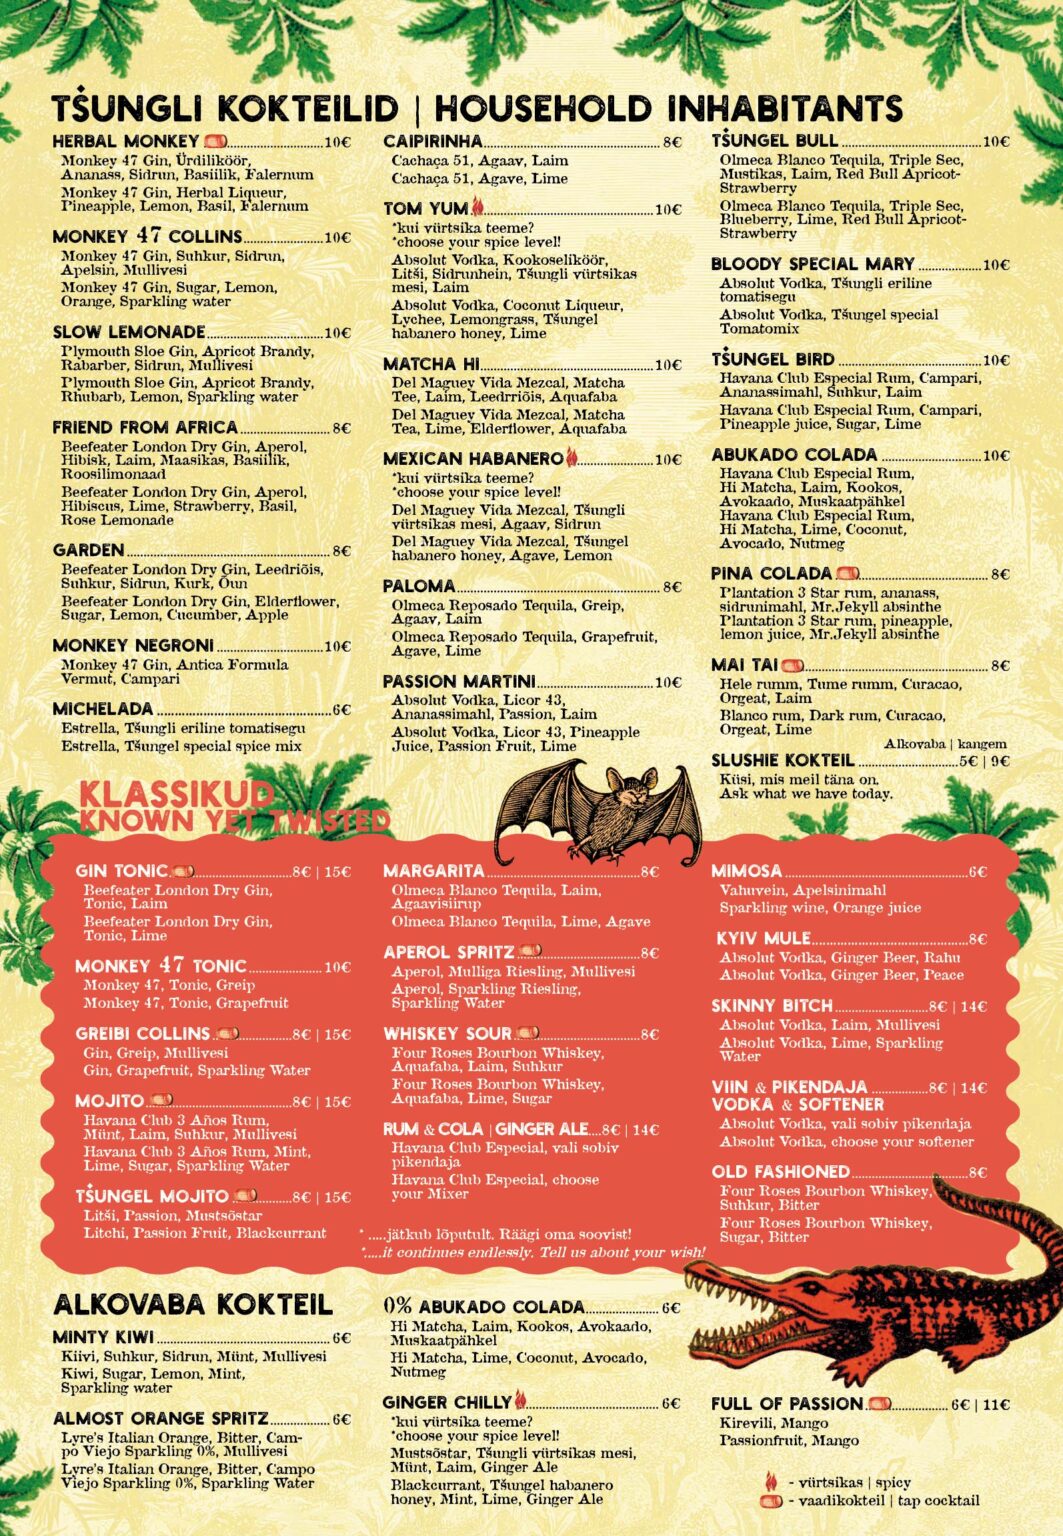 TŠUNGLI KOKTEILID | HOUSEHOLD INHABITANTS
HERBAL MONKEY 10€
Monkey 47 Gin, Ürdiliköör,
Ananass, Sidrun, Basiilik, Falernum
Monkey 47 Gin, Herbal Liqueur,
Pineapple, Lemon, Basil, Falernum
MONKEY 47 COLLINS 10€
Monkey 47 Gin, Suhkur, Sidrun,
Apelsin, Mullivesi
Monkey 47 Gin, Sugar, Lemon,
Orange, Sparkling water
SLOW LEMONADE 10€
Plymouth Sloe Gin, Apricot Brandy,
Rabarber, Sidrun, Mullivesi
Plymouth Sloe Gin, Apricot Brandy,
Rhubarb, Lemon, Sparkling water
FRIEND FROM AFRICA 8€
Beefeater London Dry Gin, Aperol,
Hibisk, Laim, Maasikas, Basiilik,
Roosilimonaad
Beefeater London Dry Gin, Aperol,
Hibiscus, Lime, Strawberry, Basil,
Rose Lemonade
GARDEN 8€
Beefeater London Dry Gin, Leedriõis,
Suhkur, Sidrun, Kurk, Õun
Beefeater London Dry Gin, Elderflower,
Sugar, Lemon, Cucumber, Apple
MONKEY NEGRONI 10€
Monkey 47 Gin, Antica Formula
Vermut, Campari
MICHELADA 6€
Estrella, Tšungli eriline tomatisegu
Estrella, Tšungel special spice mix
CAIPIRINHA 8€
Cachaça 51, Agaav, Laim
Cachaça 51, Agave, Lime
TOM YUM 10€
*kui vürtsika teeme?
*choose your spice level!
Absolut Vodka, Kookoseliköör,
Litši, Sidrunhein, Tšungli vürtsikas
mesi, Laim
Absolut Vodka, Coconut Liqueur,
Lychee, Lemongrass, Tšungel
habanero honey, Lime
MATCHA HI 10€
Del Maguey Vida Mezcal, Matcha
Tee, Laim, Leedrriõis, Aquafaba
Del Maguey Vida Mezcal, Matcha
Tea, Lime, Elderflower, Aquafaba
MEXICAN HABANERO 10€
*kui vürtsika teeme?
*choose your spice level!
Del Maguey Vida Mezcal, Tšungli
vürtsikas mesi, Agaav, Sidrun
Del Maguey Vida Mezcal, Tšungel
habanero honey, Agave, Lemon
PALOMA 8€
Olmeca Reposado Tequila, Greip,
Agaav, Laim
Olmeca Reposado Tequila, Grapefruit,
Agave, Lime
PASSION MARTINI 10€
Absolut Vodka, Licor 43,
Ananassimahl, Passion, Laim
Absolut Vodka, Licor 43, Pineapple
Juice, Passion Fruit, Lime
TŠUNGEL BULL 10€
Olmeca Blanco Tequila, Triple Sec,
Mustikas, Laim, Red Bull Apricot-
Strawberry
Olmeca Blanco Tequila, Triple Sec,
Blueberry, Lime, Red Bull Apricot-
Strawberry
BLOODY SPECIAL MARY 10€
Absolut Vodka, Tšungli eriline
tomatisegu
Absolut Vodka, Tšungel special
Tomatomix
TŠUNGEL BIRD 10€
Havana Club Especial Rum, Campari,
Ananassimahl, Suhkur, Laim
Havana Club Especial Rum, Campari,
Pineapple juice, Sugar, Lime
ABUKADO COLADA 10€
Havana Club Especial Rum,
Hi Matcha, Laim, Kookos,
Avokaado, Muskaatpähkel
Havana Club Especial Rum,
Hi Matcha, Lime, Coconut,
Avocado, Nutmeg
PINA COLADA 8€
Plantation 3 Star rum, ananass,
sidrunimahl, Mr.Jekyll absinthe
Plantation 3 Star rum, pineapple,
lemon juice, Mr.Jekyll absinthe
MAI TAI 8€
Hele rumm, Tume rumm, Curacao,
Orgeat, Laim
Blanco rum, Dark rum, Curacao,
Orgeat, Lime
Alkovaba | kangem
SLUSHIE KOKTEIL 5€ | 9€
Küsi, mis meil täna on.
Ask what we have today.
KLASSIKUD
KNOWN YET TWISTED
GIN TONIC 8€ | 15€
Beefeater London Dry Gin,
Tonic, Laim
Beefeater London Dry Gin,
Tonic, Lime
MONKEY 47 TONIC 10€
Monkey 47, Tonic, Greip
Monkey 47, Tonic, Grapefruit
GREIBI COLLINS 8€ | 15€
Gin, Greip, Mullivesi
Gin, Grapefruit, Sparkling Water
MOJITO 8€ | 15€
Havana Club 3 Años Rum,
Münt, Laim, Suhkur, Mullivesi
Havana Club 3 Años Rum, Mint,
Lime, Sugar, Sparkling Water
TŠUNGEL MOJITO 8€ | 15€
Litši, Passion, Mustsõstar
Litchi, Passion Fruit, Blackcurrant
MARGARITA 8€
Olmeca Blanco Tequila, Laim,
Agaavisiirup
Olmeca Blanco Tequila, Lime, Agave
APEROL SPRITZ 8€
Aperol, Mulliga Riesling, Mullivesi
Aperol, Sparkling Riesling,
Sparkling Water
WHISKEY SOUR 8€
Four Roses Bourbon Whiskey,
Aquafaba, Laim, Suhkur
Four Roses Bourbon Whiskey,
Aquafaba, Lime, Sugar
RUM & COLA | GINGER ALE 8€ | 14€
Havana Club Especial, vali sobiv
pikendaja
Havana Club Especial, choose
your Mixer
* .....jätkub lõputult. Räägi oma soovist!
*.....it continues endlessly. Tell us about your wish!
MIMOSA 6€
Vahuvein, Apelsinimahl
Sparkling wine, Orange juice
KYIV MULE 8€
Absolut Vodka, Ginger Beer, Rahu
Absolut Vodka, Ginger Beer, Peace
SKINNY BITCH 8€ | 14€
Absolut Vodka, Laim, Mullivesi
Absolut Vodka, Lime, Sparkling
Water
VIIN & PIKENDAJA 8€ | 14€
VODKA & SOFTENER
Absolut Vodka, vali sobiv pikendaja
Absolut Vodka, choose your softener
OLD FASHIONED 8€
Four Roses Bourbon Whiskey,
Suhkur, Bitter
Four Roses Bourbon Whiskey,
Sugar, Bitter
ALKOVABA KOKTEIL
MINTY KIWI 6€
Kiivi, Suhkur, Sidrun, Münt, Mullivesi
Kiwi, Sugar, Lemon, Mint,
Sparkling water
ALMOST ORANGE SPRITZ 6€
Lyre's Italian Orange, Bitter, Cam-
po Viejo Sparkling 0%, Mullivesi
Lyre's Italian Orange, Bitter, Campo
Viejo Sparkling 0%, Sparkling Water
0% ABUKADO COLADA 6€
Hi Matcha, Laim, Kookos, Avokaado,
Muskaatpähkel
Hi Matcha, Lime, Coconut, Avocado,
Nutmeg
GINGER CHILLY 6€
*kui vürtsika teeme?
*choose your spice level!
Mustsõstar, Tšungli vürtsikas mesi,
Münt, Laim, Ginger Ale
Blackcurrant, Tšungel habanero
honey, Mint, Lime, Ginger Ale
FULL OF PASSION 6€ | 11€
Kirevili, Mango
Passionfruit, Mango
- vürtsikas | spicy
- vaadikokteil | tap cocktail